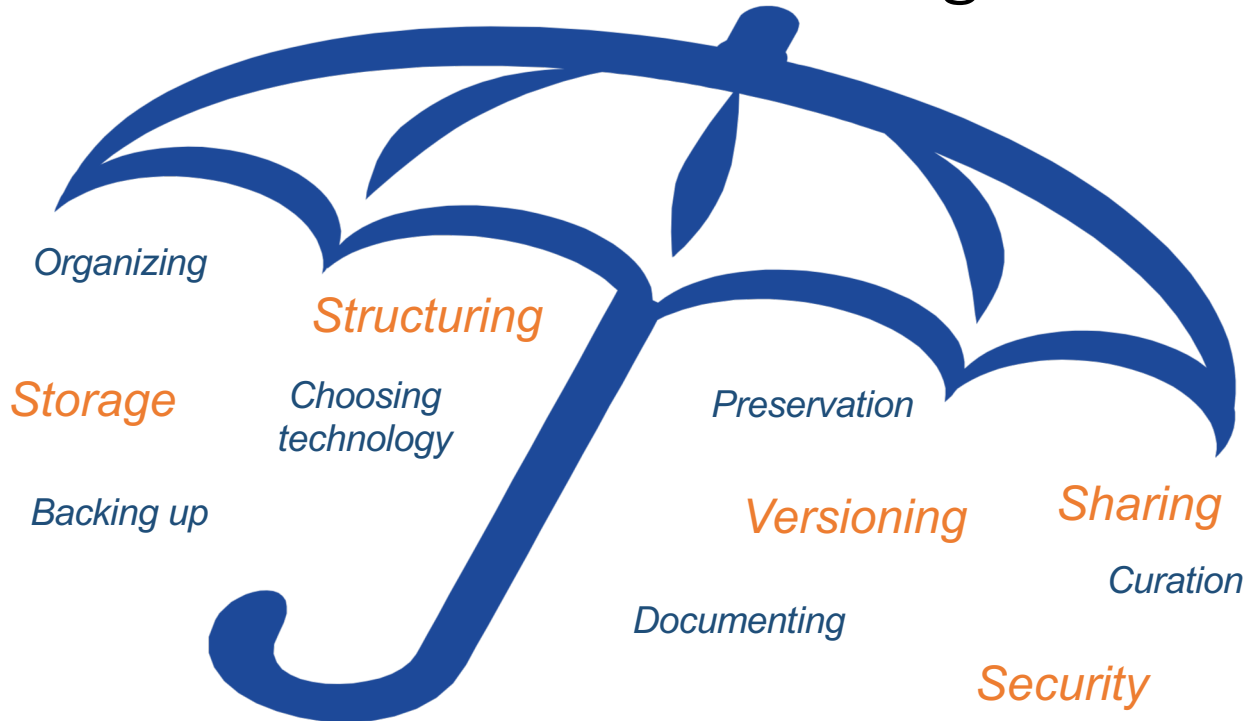 Organizing
Structuring
Storage
Choosing
technology
Preservation
Backing up
Versioning
Sharing
Curation
Documenting
Security